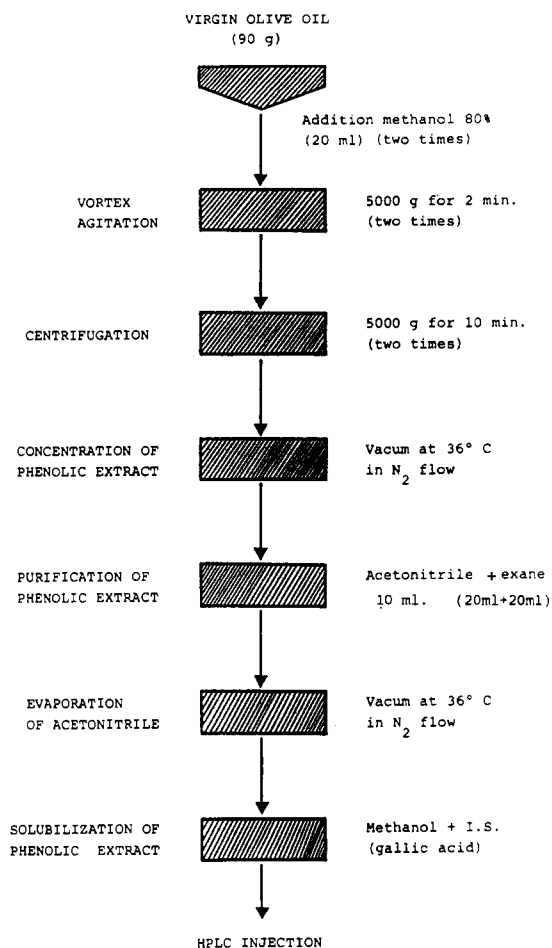 VIRGIN OLIVE OIL
(90 g)
Addition methanol 80%
(20 ml) (two times)
VORTEX
AGITATION
5000 g for 2 min.
(two times)
CENTRIFUGATION
5000 g for 10 min.
(two times)
CONCENTRATION OF
PHENOLIC EXTRACT
Vacum at 36° C
in N2 flow
PURIFICATION OF
PHENOLIC EXTRACT
Acetonitrile + exane
10 ml. (20ml+20ml)
EVAPORATION
OF ACETONITRILE
Vacum at 36° C
in N2 flow
SOLUBILIZATION OF
PHENOLIC EXTRACT
Methanol + I.S.
(gallic acid)
HPLC INJECTION